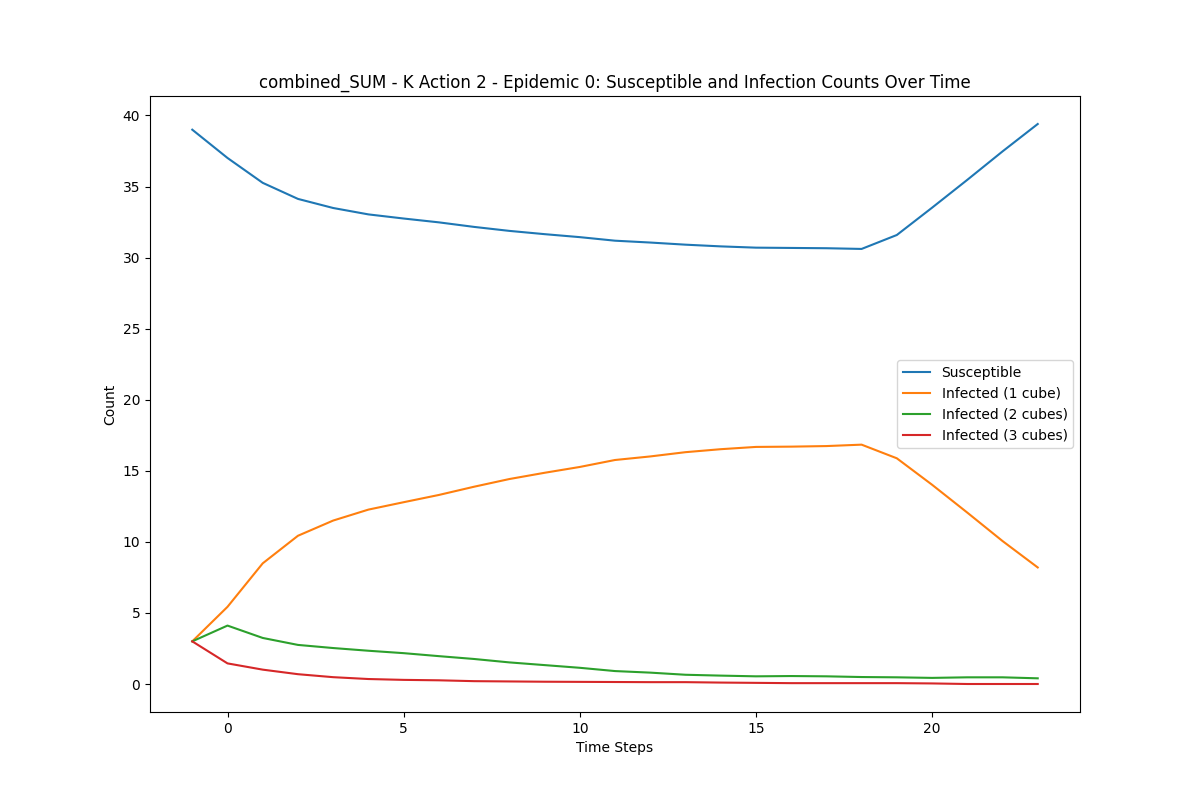 combined_SUM - K Action 2 - Epidemic 0: Susceptible and Infection Counts Over Time
40
35
30
25
20
15
10
5
0
Count
Susceptible
Infected (1 cube)
Infected (2 cubes)
Infected (3 cubes)
0 5 10 15 20
Time Steps